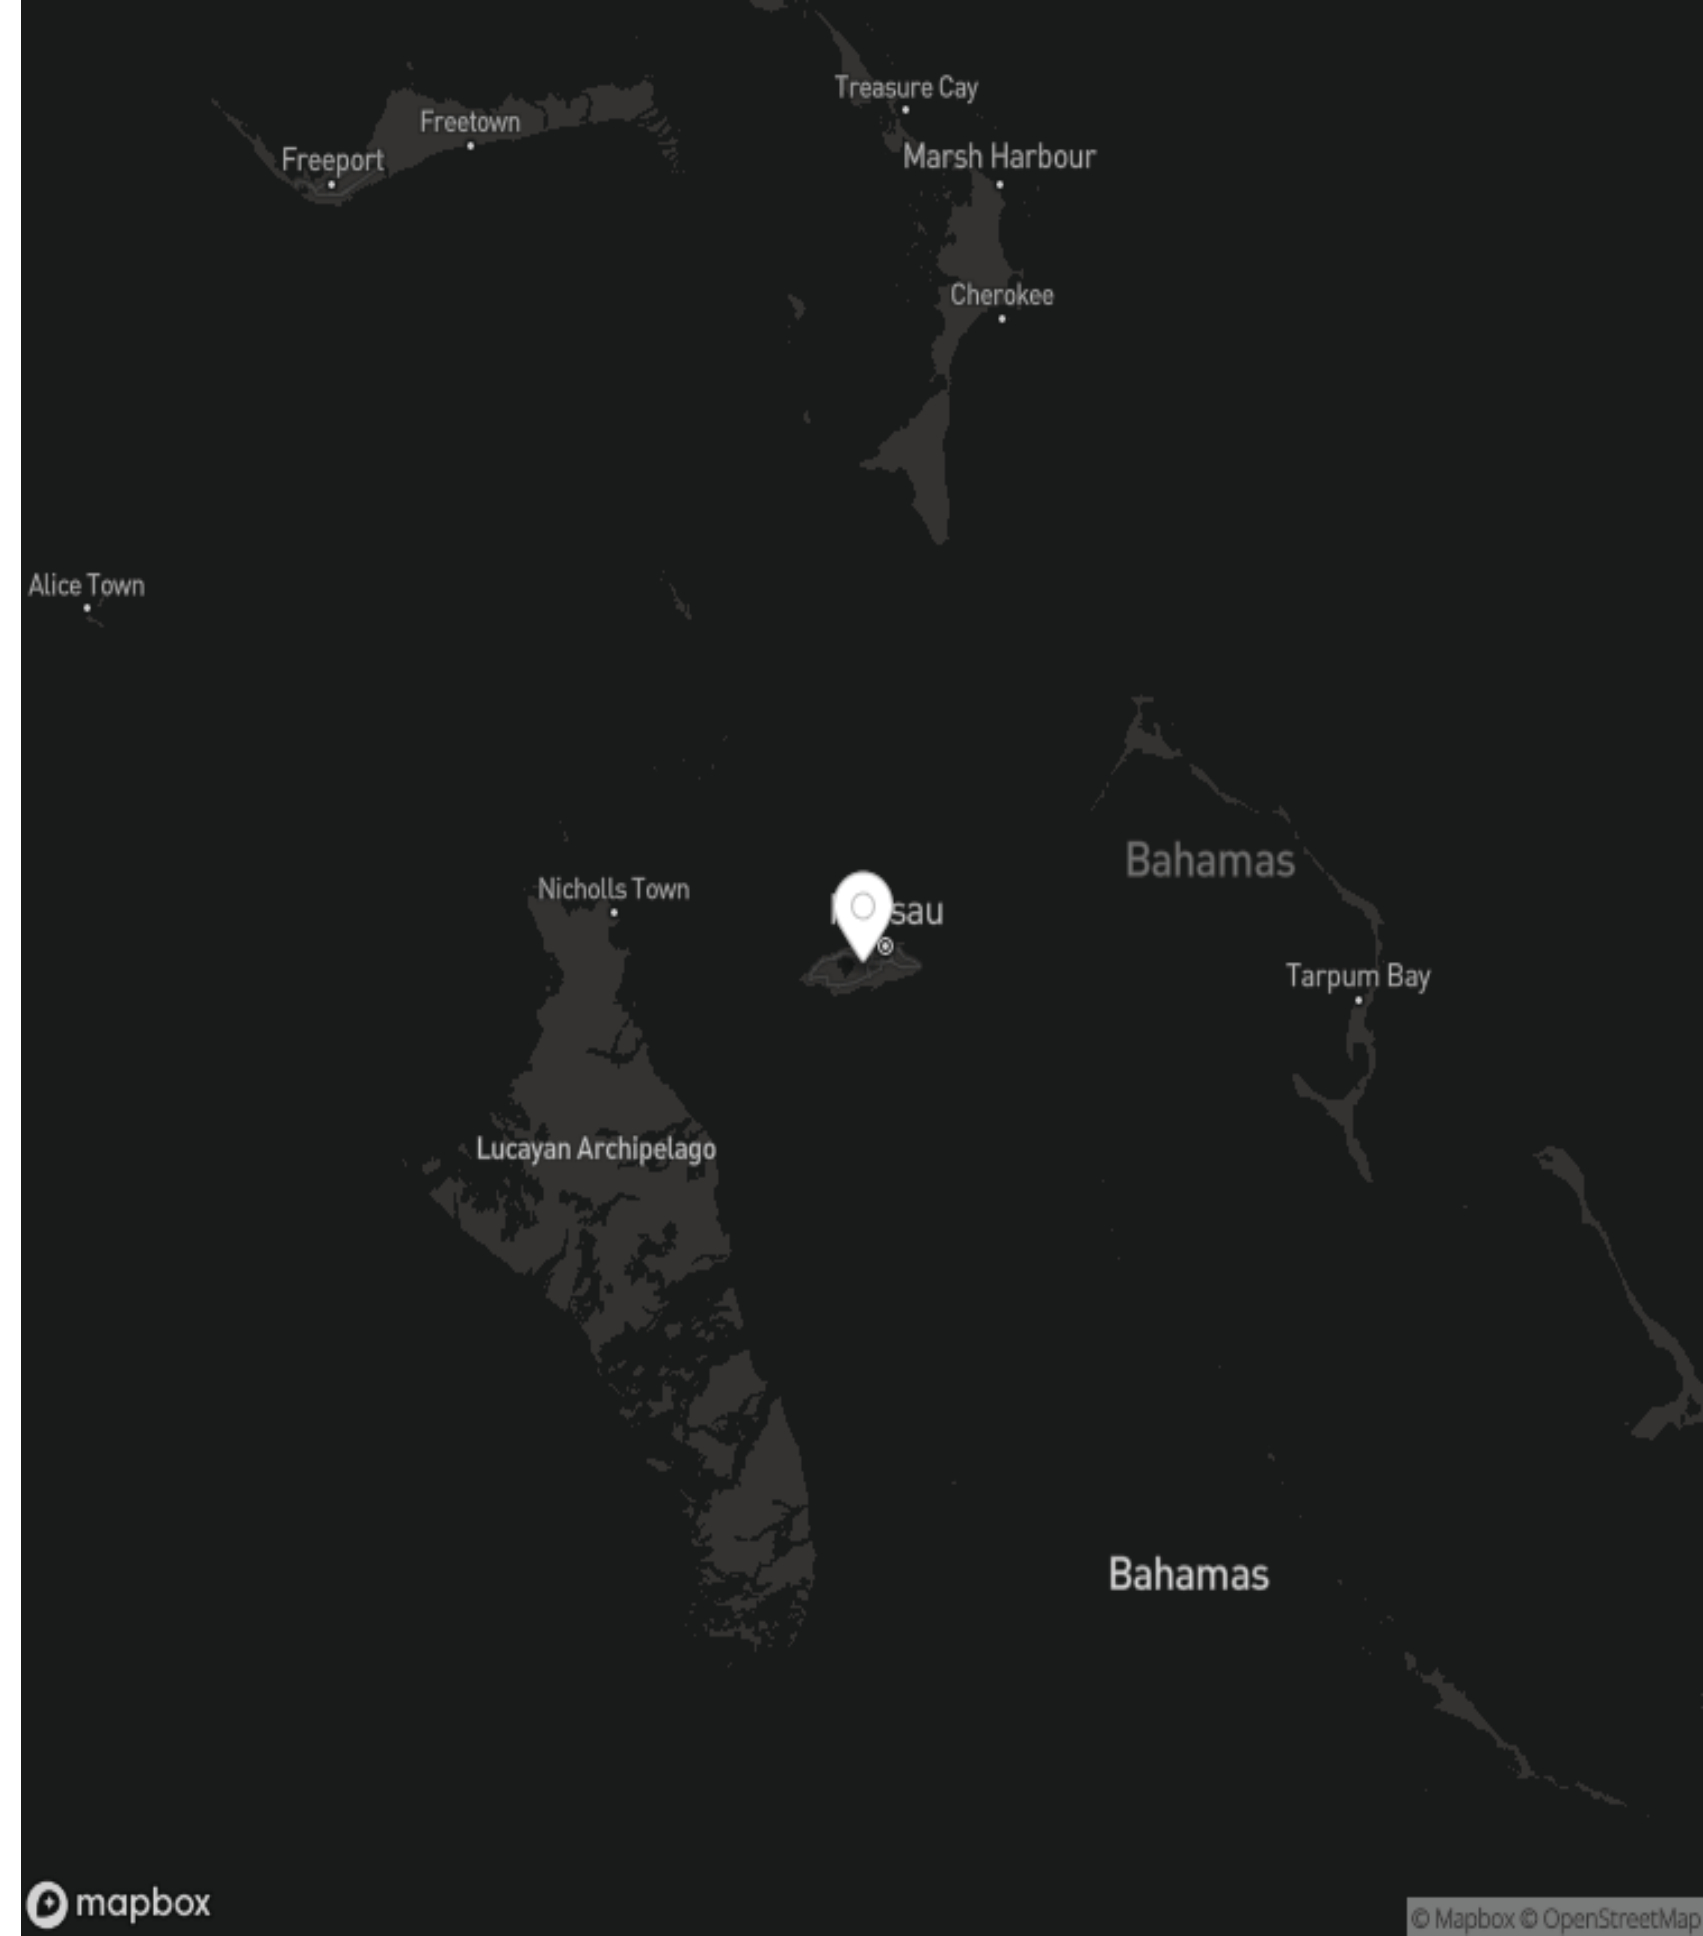 Treasure Cay
Freetown
Marsh Harbour
Freeport
Cherokee
Alice Town
Bahamas
Nicholls Town
sau
Tarpum Bay
Lucayan Archipelago
Bahamas
mapbox
© Mapbox © OpenStreetMap